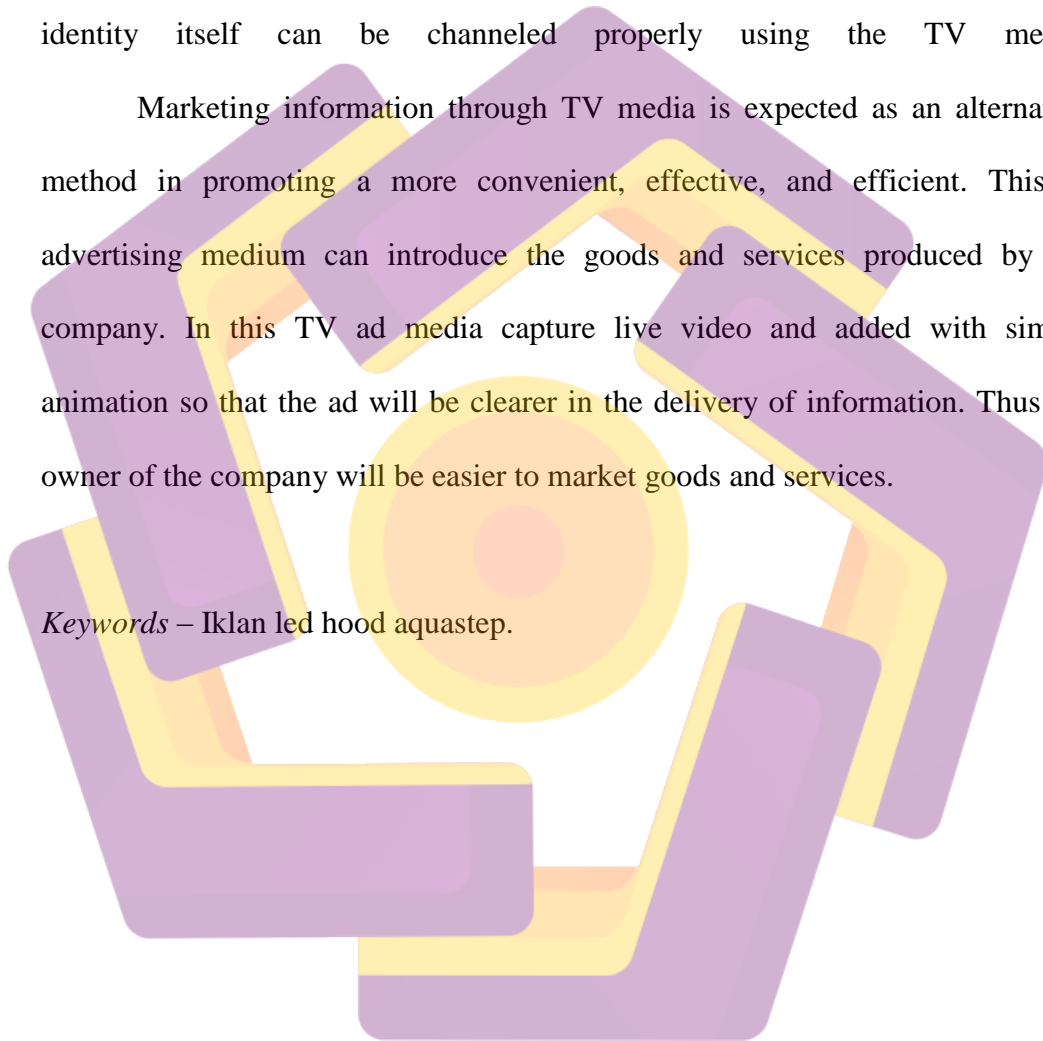 identity itself can be channeled properly using the TV me
Marketing information through TV media is expected as an alterna
method in promoting a more convenient, effective, and efficient. This
advertising medium can introduce the goods and services produced by
company. In this TV ad media capture live video and added with sim
animation so that the ad will be clearer in the delivery of information. Thus
owner of the company will be easier to market goods and services.
Keywords – Iklan led hood aquastep.